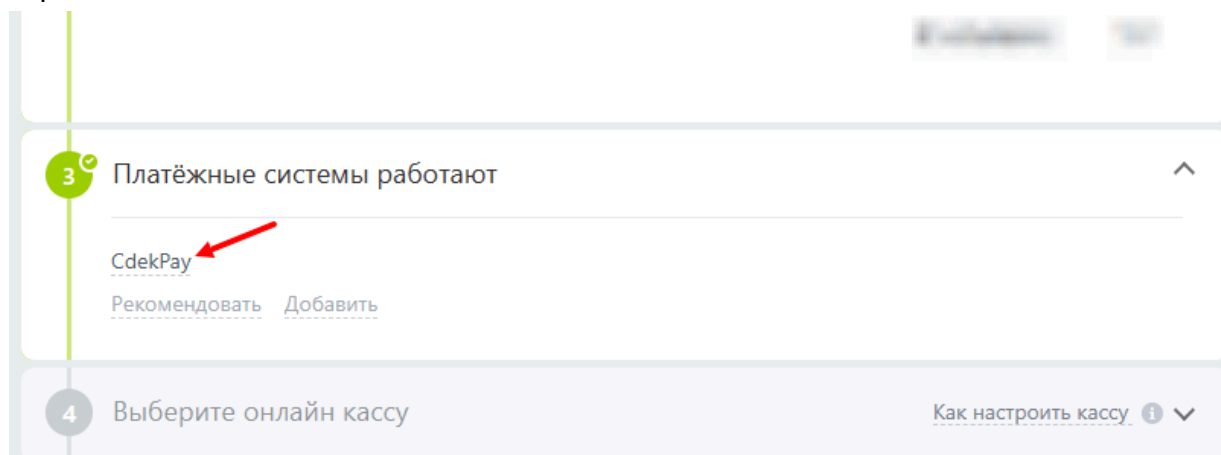 3
Платёжные системы работают
CdekPay
Рекомендовать Добавить
4
Выберите онлайн кассу
Как настроить кассу